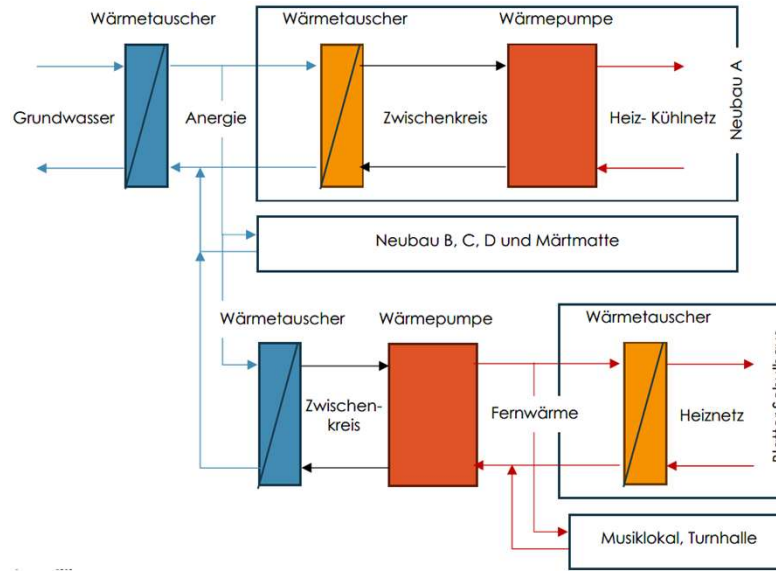 Wärmetauscher
Wärmetauscher
Wärmepumpe
Grundwasser
Anergie
Zwischenkreis
Heiz- Kühlnetz
Neubau A
Neubau B, C, D und Märtmatte
Wärmetauscher
Wärmepumpe
Wärmetauscher
Zwischen-
kreis
Fernwärme
Heiznetz
Musiklokal, Turnhalle